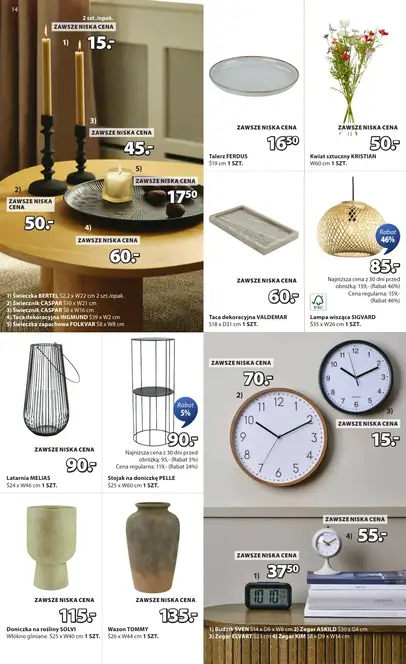 14
2 szt./opak.
ZAWSZE NISKA CENA
1) 15.-
3)
ZAWSZE NISKA CENA
45.-
5) ZAWSZE NISKA CENA
17⁵⁰
2)
ZAWSZE NISKA CENA
50.-
4)
ZAWSZE NISKA CENA
60.-
1) Świeczka BERTEL Ś2,2 x W22 cm 2 szt./opak.
2) Świecznik CASPAR Ś10 x W21 cm
3) Świecznik CASPAR Ś8 x W16 cm
4) Taca dekoracyjna INGMUND Ś39 x W2 cm
5) Świeczka zapachowa FOLKVAR Ś8 x W8 cm
ZAWSZE NISKA CENA
16⁵⁰
Talerz FERDUS
Ś19 cm 1 SZT.
ZAWSZE NISKA CENA
50.-
Kwiat sztuczny KRISTIAN
W60 cm 1 SZT.
ZAWSZE NISKA CENA
60.-
Taca dekoracyjna VALDEMAR
Ś18 x D31 cm 1 SZT.
Rabat
46%
85.-
Najniższa cena z 30 dni przed
obniżką: 159,- (Rabat 46%)
Cena regularna: 159,-
(Rabat 46%)
FSC
Lampa wisząca SIGVARD
Ś35 x W26 cm 1 SZT.
ZAWSZE NISKA CENA
90.-
Latarnia MELIAS
Ś24 x W46 cm 1 SZT.
Rabat
5%
90.-
Najniższa cena z 30 dni przed
obniżką: 95,- (Rabat 5%)
Cena regularna: 119,- (Rabat 24%)
Stojak na doniczkę PELLE
Ś25 x W60 cm 1 SZT.
ZAWSZE NISKA CENA
70.-
2)
3)
ZAWSZE NISKA CENA
15.-
ZAWSZE NISKA CENA
4) 55.-
ZAWSZE NISKA CENA
1) 37⁵⁰
1) Budzik SVEN Ś14 x D5 x W8 cm 2) Zegar ASKILD Ś30 x G4 cm
3) Zegar ELVART Ś23 cm 4) Zegar KIM Ś8 x D9 x W14 cm
ZAWSZE NISKA CENA
115.-
Doniczka na rośliny SOLVI
Włókno gliniane. Ś25 x W40 cm 1 SZT.
ZAWSZE NISKA CENA
135.-
Wazon TOMMY
Ś26 x W44 cm 1 SZT.